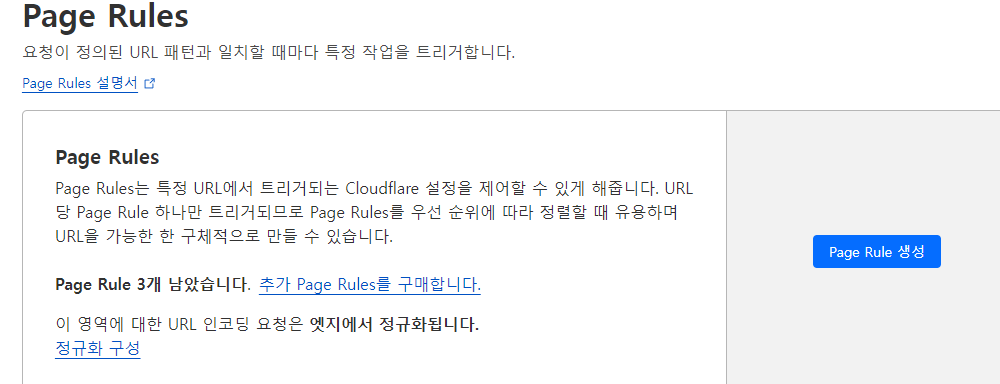 Page Rules
요청이 정의된 URL 패턴과 일치할 때마다 특정 작업을 트리거합니다.
Page Rules 설명서
Page Rules
Page Rules는 특정 URL에서 트리거되는 Cloudflare 설정을 제어할 수 있게 해줍니다. URL
당 Page Rule 하나만 트리거되므로 Page Rules를 우선 순위에 따라 정렬할 때 유용하며
URL을 가능한 한 구체적으로 만들 수 있습니다.
Page Rule 3개 남았습니다. 추가 Page Rules를 구매합니다.
이 영역에 대한 URL 인코딩 요청은 엣지에서 정규화됩니다.
정규화 구성
Page Rule 생성